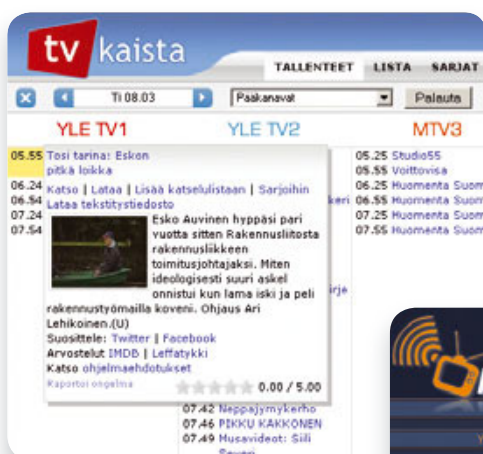 tv kaista
TALLENTEET LISTA SARJAT
Ti 08.03 Paakanavat Palauta
YLE TV1 YLE TV2 MTV3
05.55 Tosi tarina: Eskon
pitkä loikka
06.24 Katso | Lataa | Lisää katselulistaan | Sarjoihin
06.54 Lataa tekstitystiedosto
07.24
07.54
Esko Auvinen hyppäsi pari
vuotta sitten Rakennusliitosta
rakennusliikkeen
toimitusjohtajaksi. Miten
ideologisesti suuri askel
onnistui kun lama iski ja peli
rakennustyömailla koveni. Ohjaus Ari
Lehikoinen.(U)
Suosittele: Twitter | Facebook
Arvostelut IMDB | Leffatykki
Katso ohjelmaehdotukset
Raportoi ongelma 0.00 / 5.00
keri
irje
07.42 Neppajymykerho
07.46 PIKKU KAKKONEN
07.49 Musavideot: Siili
05.25 Studio55
05.55 Voittovisa
06.25 Huomenta Suom
06.55 Huomenta Suom
07.25 Huomenta Suom
07.55 Huomenta Suom